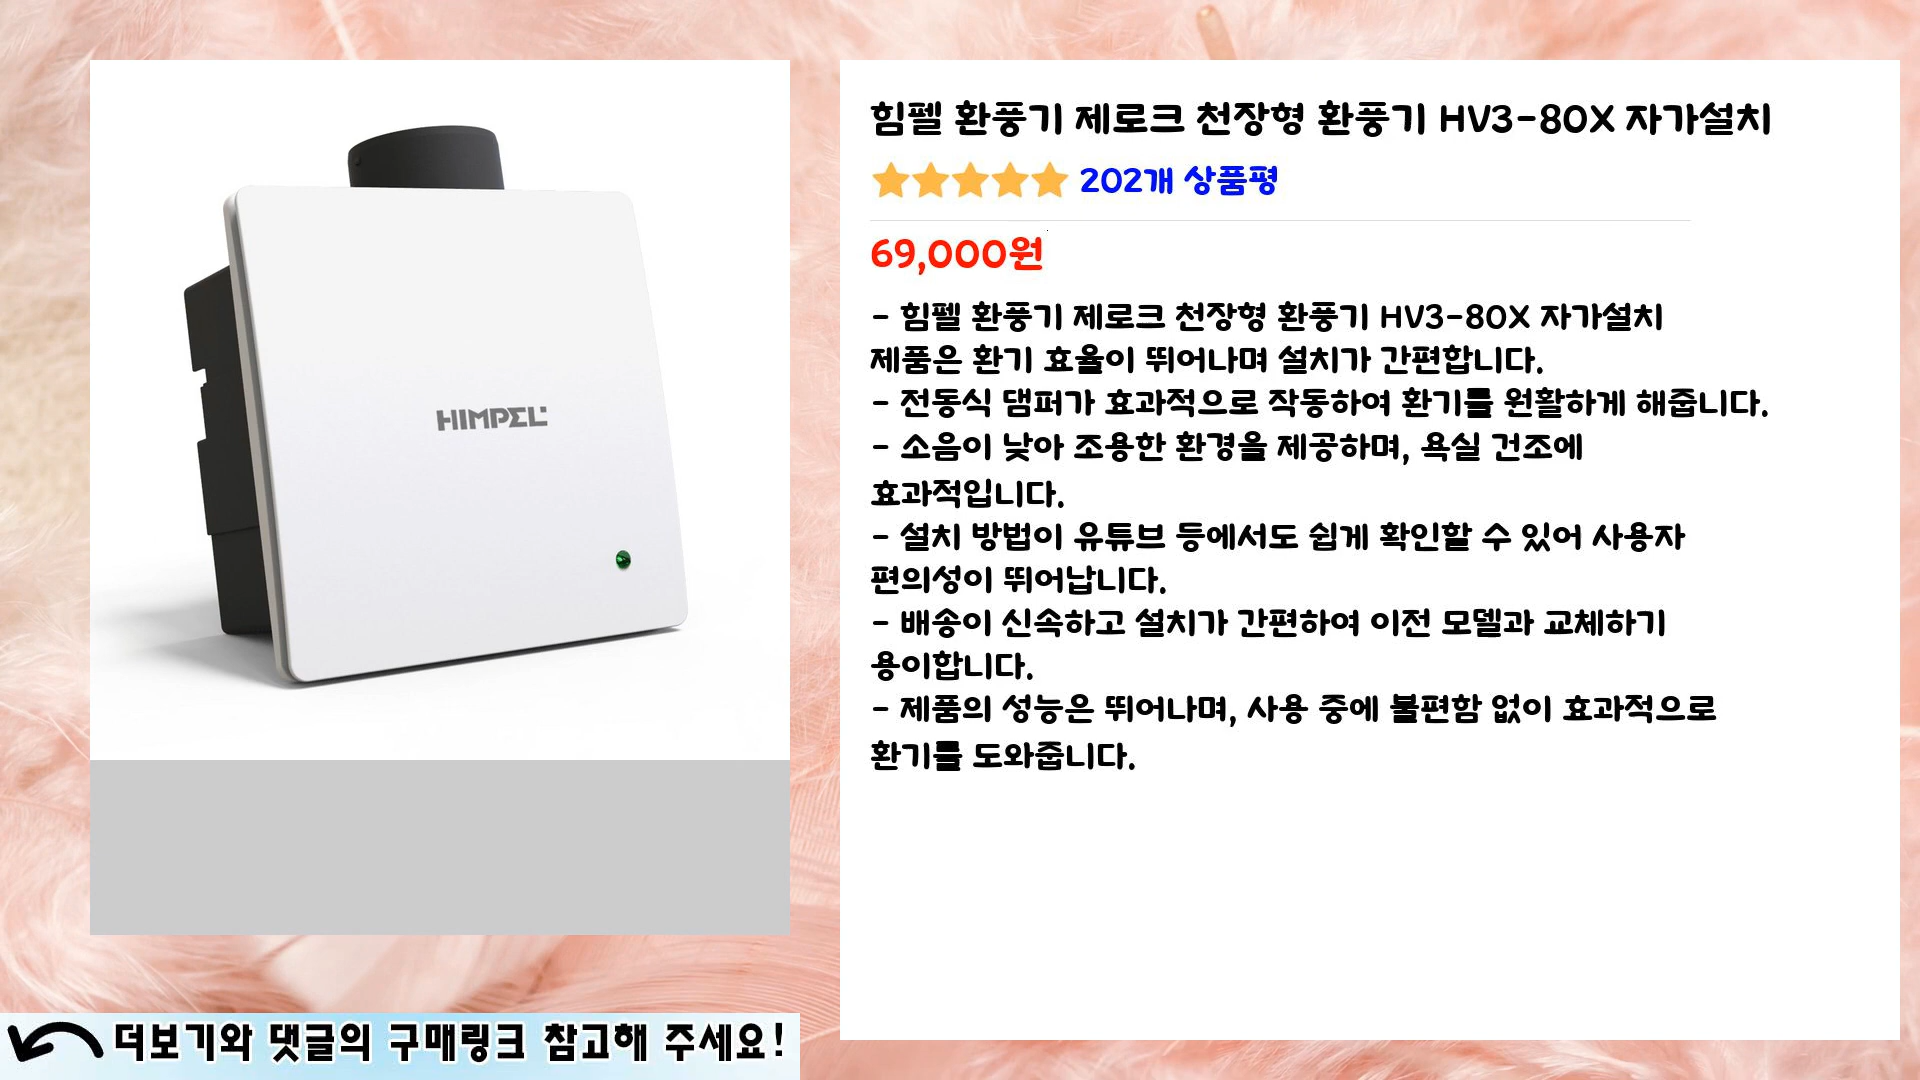 HIMPEL
힘펠 환풍기 제로크 천장형 환풍기 HV3-80X 자가설치
202개 상품평
69,000원
- 힘펠 환풍기 제로크 천장형 환풍기 HV3-80X 자가설치
제품은 환기 효율이 뛰어나며 설치가 간편합니다.
- 전동식 댐퍼가 효과적으로 작동하여 환기를 원활하게 해줍니다.
- 소음이 낮아 조용한 환경을 제공하며, 욕실 건조에
효과적입니다.
- 설치 방법이 유튜브 등에서도 쉽게 확인할 수 있어 사용자
편의성이 뛰어납니다.
- 배송이 신속하고 설치가 간편하여 이전 모델과 교체하기
용이합니다.
- 제품의 성능은 뛰어나며, 사용 중에 불편함 없이 효과적으로
환기를 도와줍니다.
더보기와 댓글의 구매링크 참고해 주세요!